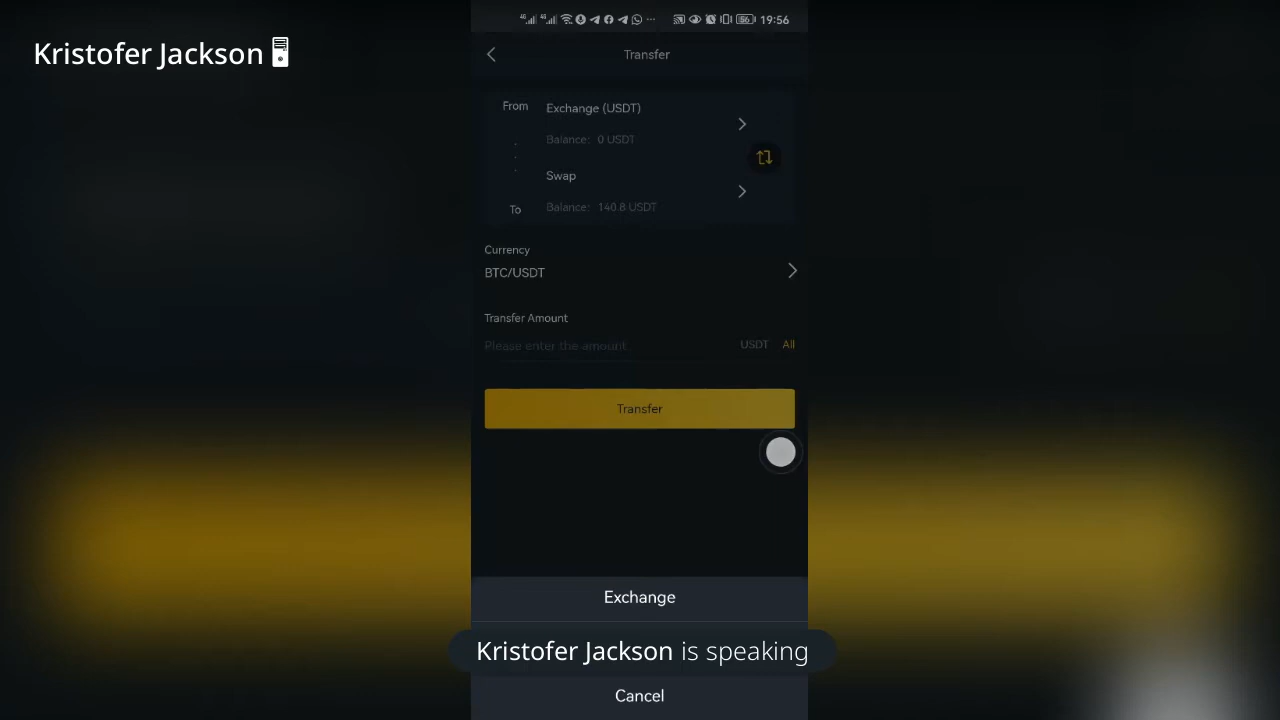 Kristofer Jackson
19:56
Transfer
From
Exchange (USDT)
Balance: 0 USDT
Swap
To
Balance: 140.8 USDT
Currency
BTC/USDT
Transfer Amount
Please enter the amount
USDT All
Transfer
Exchange
Kristofer Jackson is speaking
Cancel